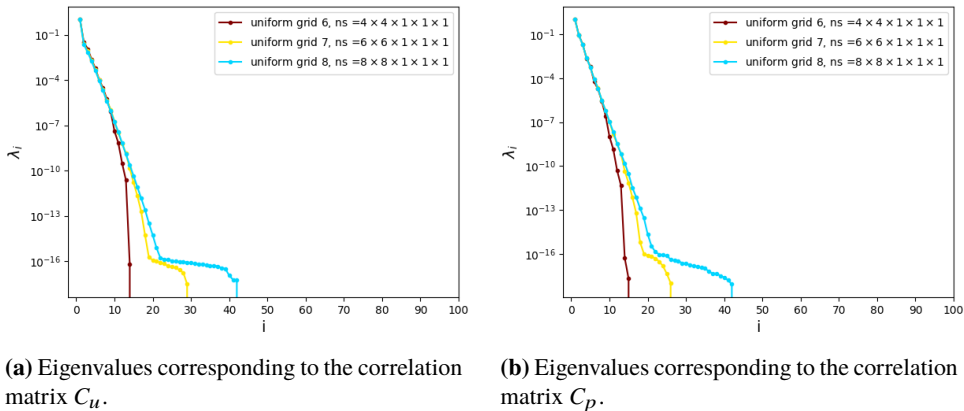 uniform grid 6, ns =4 × 4 × 1 × 1 × 1
uniform grid 7, ns =6 × 6 × 1 × 1 × 1
uniform grid 8, ns =8 × 8 × 1 × 1 × 1
10⁻¹
10⁻⁴
10⁻⁷
10⁻¹⁰
10⁻¹³
10⁻¹⁶
λᵢ
0 10 20 30 40 50 60 70 80 90 100
i
uniform grid 6, ns =4 × 4 × 1 × 1 × 1
uniform grid 7, ns =6 × 6 × 1 × 1 × 1
uniform grid 8, ns =8 × 8 × 1 × 1 × 1
10⁻¹
10⁻⁴
10⁻⁷
10⁻¹⁰
10⁻¹³
10⁻¹⁶
λᵢ
0 10 20 30 40 50 60 70 80 90 100
i
(a) Eigenvalues corresponding to the correlation
matrix Cᵤ.
(b) Eigenvalues corresponding to the correlation
matrix Cₚ.